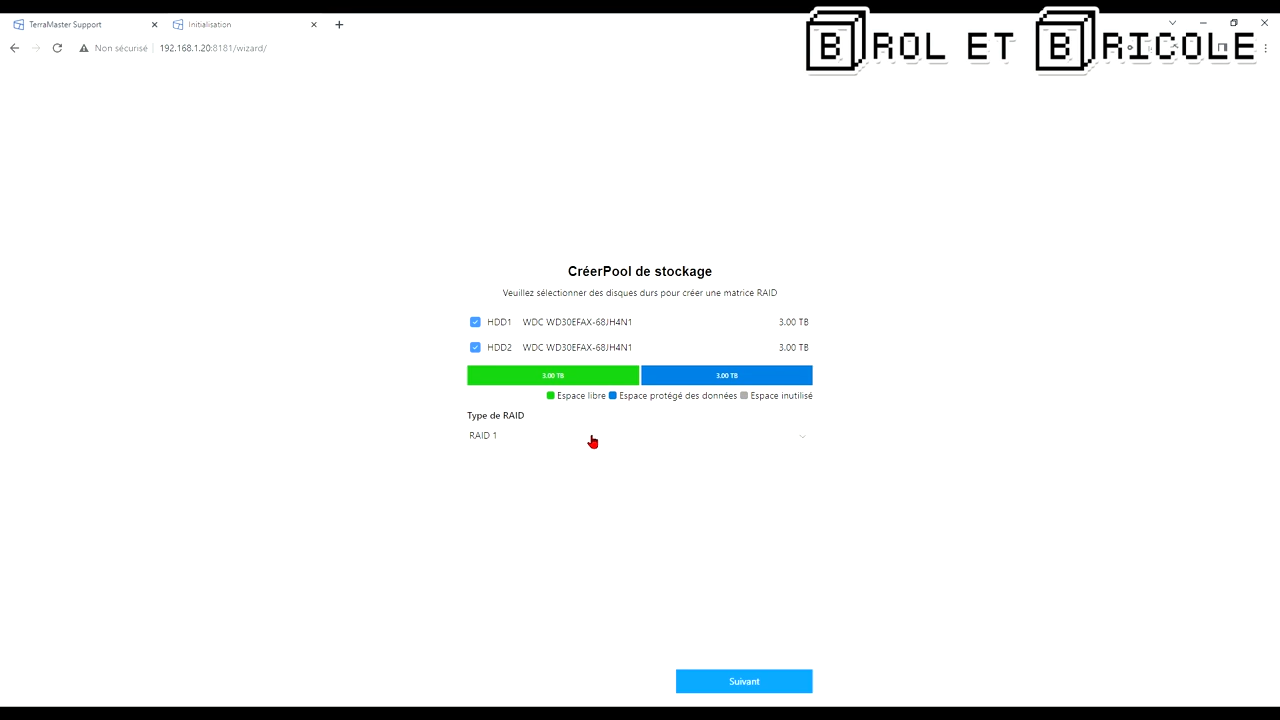 TerraMaster Support
Initialisation
BROL ET BRICOLE
Non sécurisé
192.168.1.20:8181/wizard/
CréerPool de stockage
Veuillez sélectionner des disques durs pour créer une matrice RAID
HDD1 WDC WD30EFAX-68JH4N1 3.00 TB
HDD2 WDC WD30EFAX-68JH4N1 3.00 TB
3.00 TB 3.00 TB
Espace libre Espace protégé des données Espace inutilisé
Type de RAID
RAID 1
Suivant